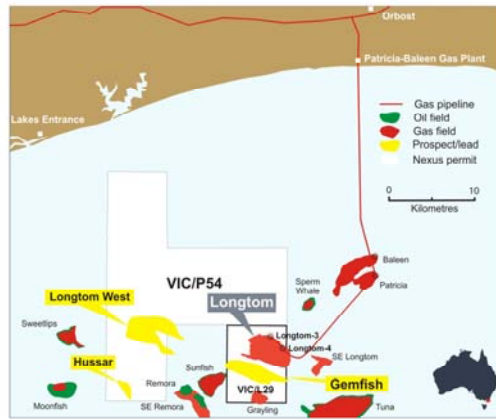 Orbost
Patricia-Baleen Gas Plant
Lakes Entrance
Gas pipeline
Oil field
Gas field
Prospect/lead
Nexus permit
10
0
Kilometres
Baleen
Patricia
Sperm
Whale
VIC/P54
Longtom West
Longtom
Longtom-3
Longtom-4
SE Longtom
Sweetlips
Hussar
Sunfish
Remora
VIC/L29
Gemfish
Moonfish
SE Remora
Grayling
Tuna